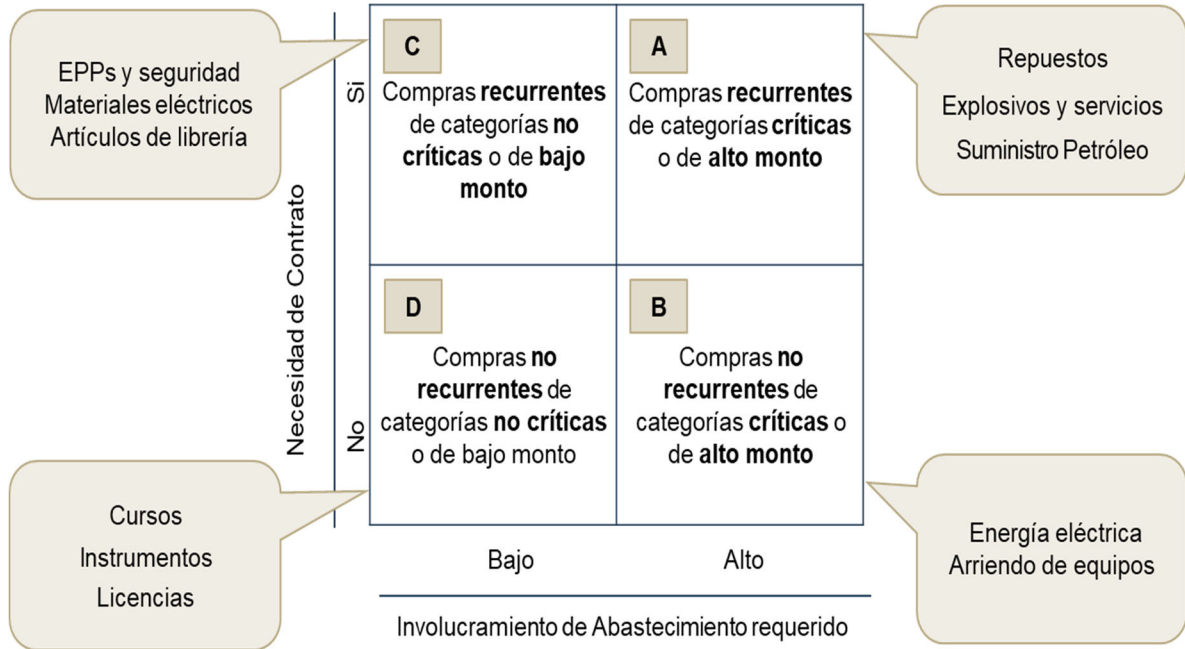 EPPs y seguridad
Materiales eléctricos
Artículos de librería
Necesidad de Contrato
Si
No
C
Compras recurrentes
de categorías no
críticas o de bajo
monto
A
Compras recurrentes
de categorías críticas
o de alto monto
Repuestos
Explosivos y servicios
Suministro Petróleo
D
Compras no
recurrentes de
categorías no críticas
o de bajo monto
B
Compras no
recurrentes de
categorías críticas o
de alto monto
Cursos
Instrumentos
Licencias
Energía eléctrica
Arriendo de equipos
Bajo
Alto
Involucramiento de Abastecimiento requerido